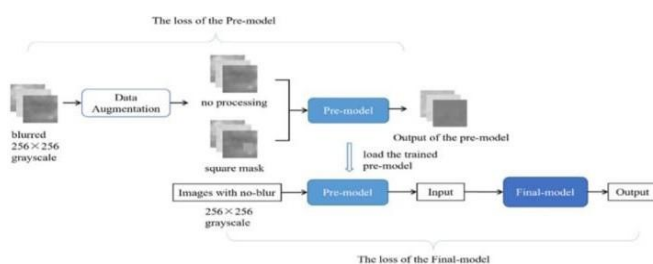 The loss of the Pre-model
Data
Augmentation
no processing
Pre-model
blurred
256×256
grayscale
square mask
Output of the pre-model
load the trained
pre-model
Images with no-blur
Pre-model
Input
Final-model
Output
256×256
grayscale
The loss of the Final-model